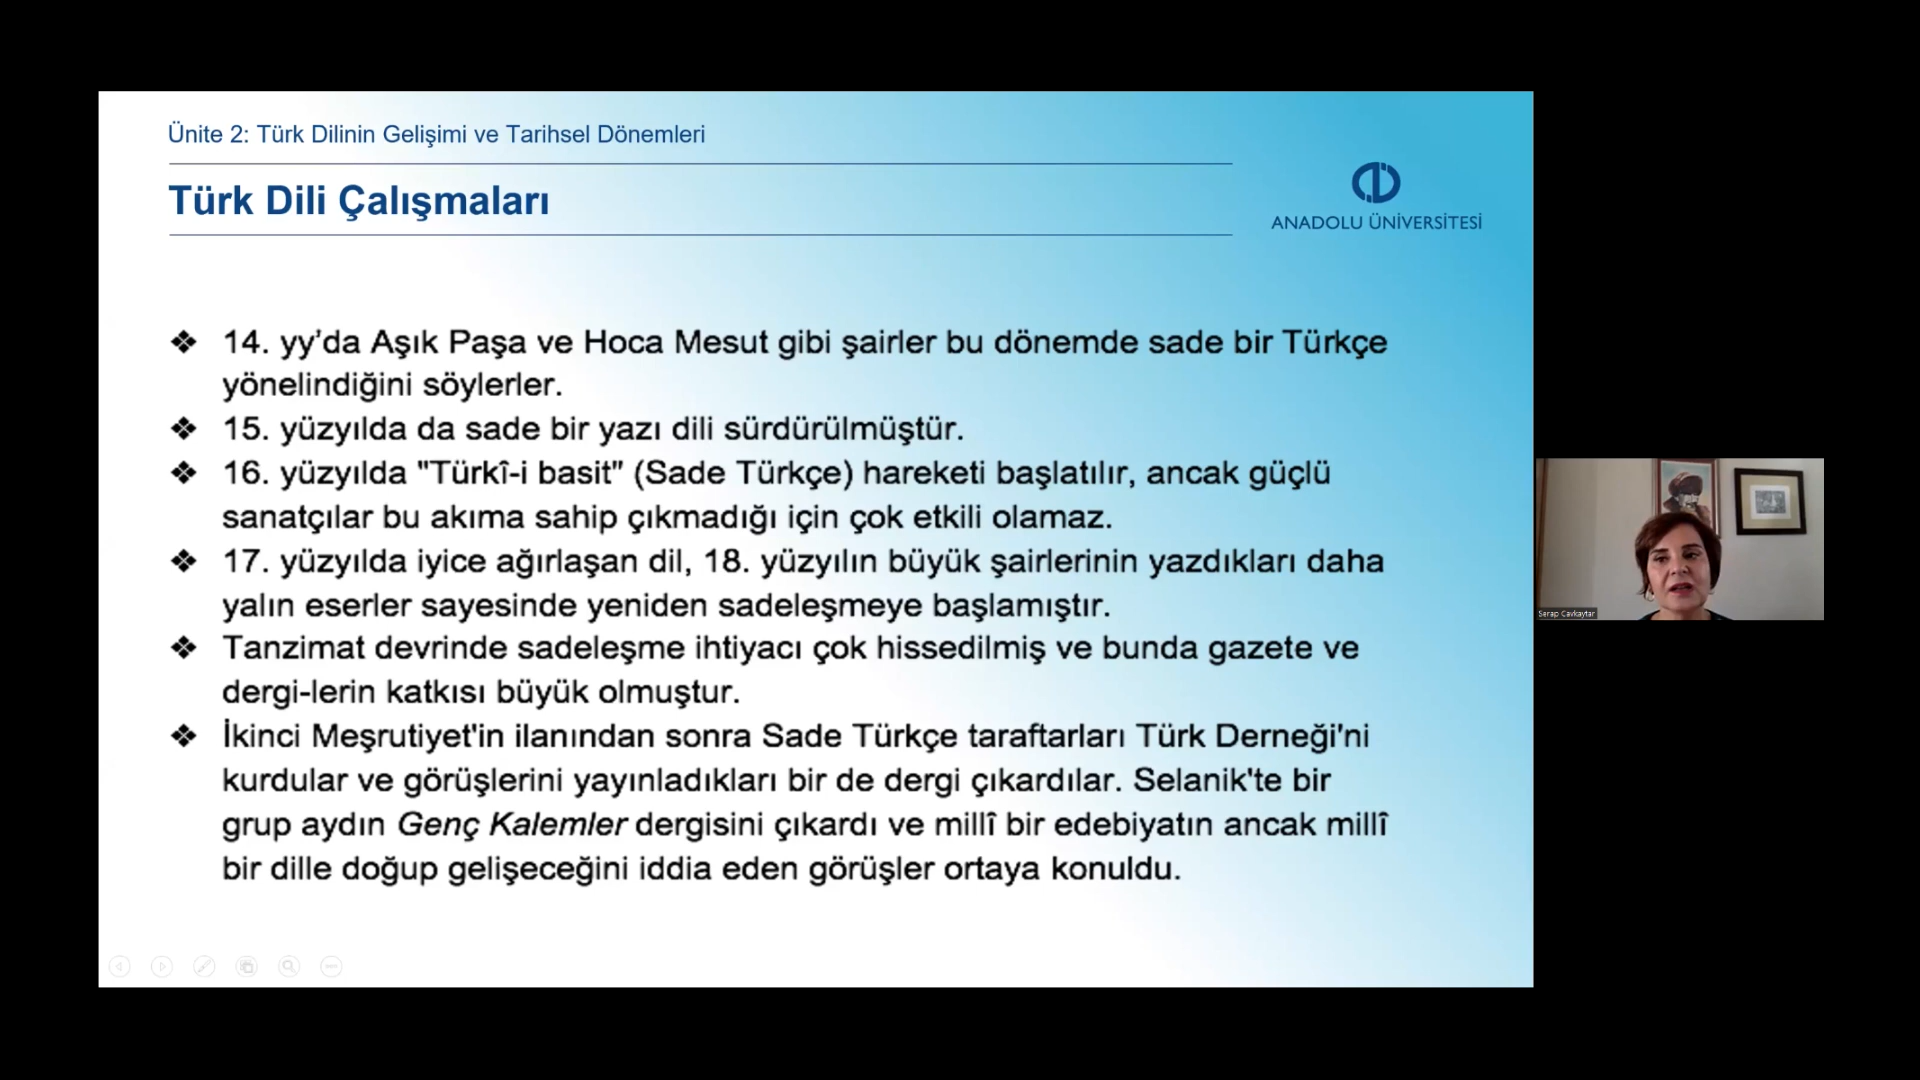 Ünite 2: Türk Dilinin Gelişimi ve Tarihsel Dönemleri
Türk Dili Çalışmaları
ANADOLU ÜNİVERSİTESİ
❖ 14. yy’da Aşık Paşa ve Hoca Mesut gibi şairler bu dönemde sade bir Türkçe
yönelindiğini söylerler.
❖ 15. yüzyılda da sade bir yazı dili sürdürülmüştür.
❖ 16. yüzyılda "Türkî-i basit" (Sade Türkçe) hareketi başlatılır, ancak güçlü
sanatçılar bu akıma sahip çıkmadığı için çok etkili olamaz.
❖ 17. yüzyılda iyice ağırlaşan dil, 18. yüzyılın büyük şairlerinin yazdıkları daha
yalın eserler sayesinde yeniden sadeleşmeye başlamıştır.
❖ Tanzimat devrinde sadeleşme ihtiyacı çok hissedilmiş ve bunda gazete ve
dergi-lerin katkısı büyük olmuştur.
❖ İkinci Meşrutiyet'in ilanından sonra Sade Türkçe taraftarları Türk Derneği'ni
kurdular ve görüşlerini yayınladıkları bir de dergi çıkardılar. Selanik'te bir
grup aydın Genç Kalemler dergisini çıkardı ve millî bir edebiyatın ancak millî
bir dille doğup gelişeceğini iddia eden görüşler ortaya konuldu.
Serap Cavkaytar